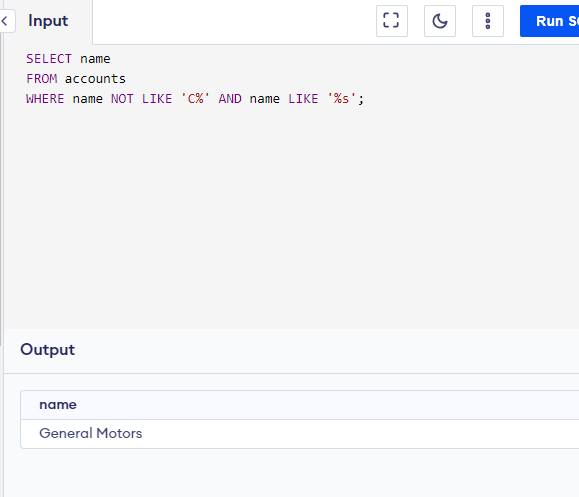 Input
Run S
SELECT name
FROM accounts
WHERE name NOT LIKE 'C%' AND name LIKE '%s';
Output
name
General Motors